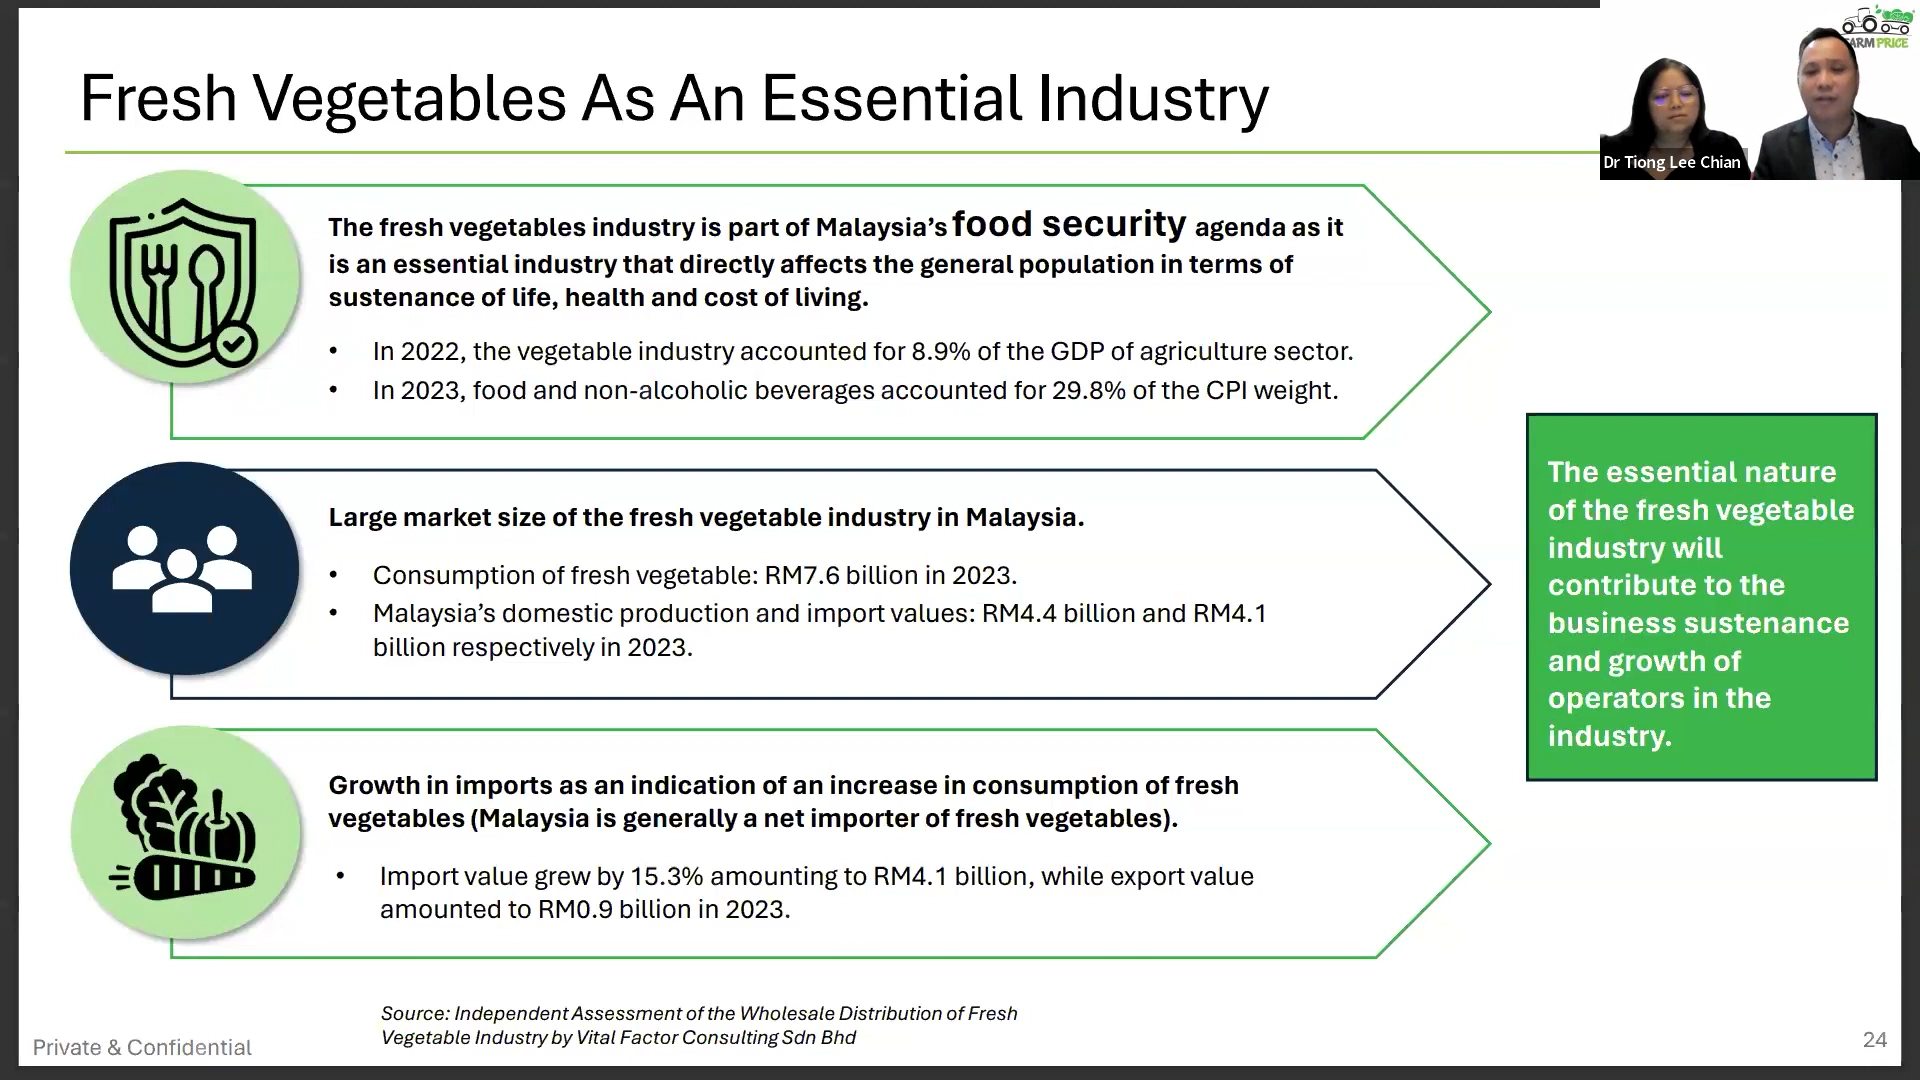 FARM PRICE
Dr Tiong Lee Chian
Fresh Vegetables As An Essential Industry
The fresh vegetables industry is part of Malaysia’s food security agenda as it
is an essential industry that directly affects the general population in terms of
sustenance of life, health and cost of living.
• In 2022, the vegetable industry accounted for 8.9% of the GDP of agriculture sector.
• In 2023, food and non-alcoholic beverages accounted for 29.8% of the CPI weight.
Large market size of the fresh vegetable industry in Malaysia.
• Consumption of fresh vegetable: RM7.6 billion in 2023.
• Malaysia’s domestic production and import values: RM4.4 billion and RM4.1
billion respectively in 2023.
Growth in imports as an indication of an increase in consumption of fresh
vegetables (Malaysia is generally a net importer of fresh vegetables).
• Import value grew by 15.3% amounting to RM4.1 billion, while export value
amounted to RM0.9 billion in 2023.
The essential nature
of the fresh vegetable
industry will
contribute to the
business sustenance
and growth of
operators in the
industry.
Source: Independent Assessment of the Wholesale Distribution of Fresh
Vegetable Industry by Vital Factor Consulting Sdn Bhd
Private & Confidential
24